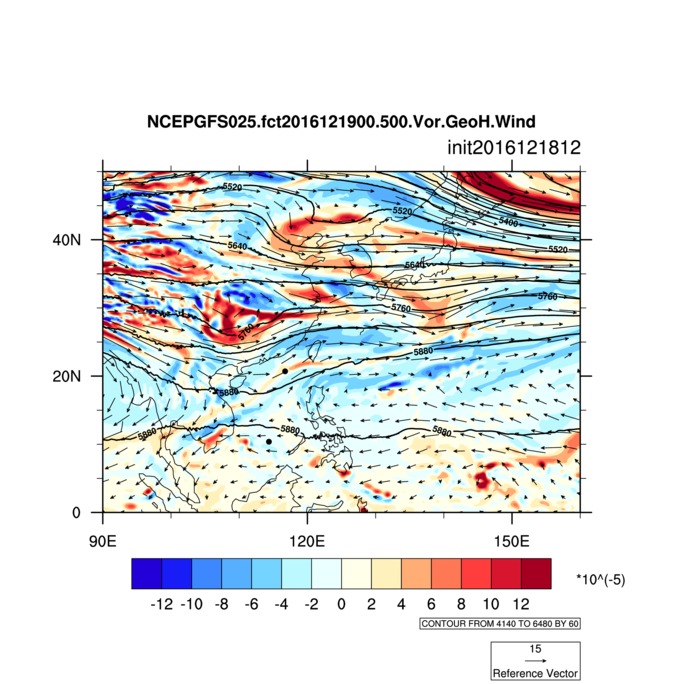 NCEPGFS025.fct2016121900.500.Vor.GeoH.Wind
init2016121812
5520
5520
5400
40N
5640
5520
5640
5760
5760
5760
5880
20N
5880
5880
5880
5880
0
90E 120E 150E
-12 -10 -8 -6 -4 -2 0 2 4 6 8 10 12
*10^(-5)
CONTOUR FROM 4140 TO 6480 BY 60
15
Reference Vector